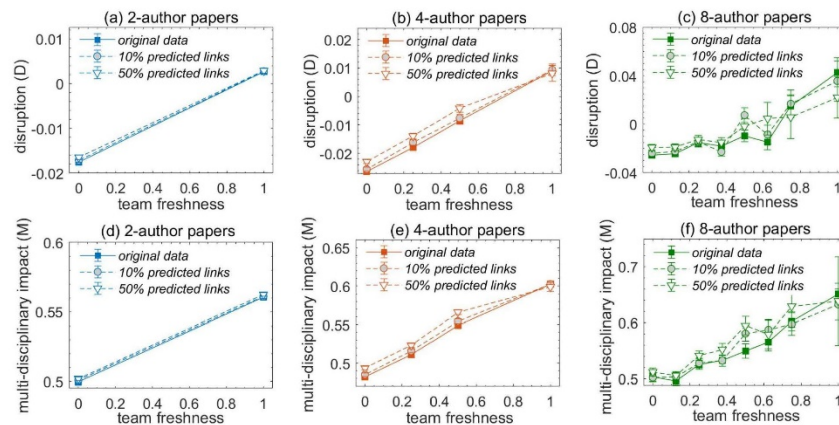 (a) 2-author papers
original data
10% predicted links
50% predicted links
disruption (D)
0.01
0
-0.01
-0.02
0 0.2 0.4 0.6 0.8 1
team freshness
(b) 4-author papers
original data
10% predicted links
50% predicted links
disruption (D)
0.02
0.01
0
-0.01
-0.02
0 0.2 0.4 0.6 0.8 1
team freshness
(c) 8-author papers
original data
10% predicted links
50% predicted links
disruption (D)
0.08
0.04
0
-0.04
0 0.2 0.4 0.6 0.8 1
team freshness
(d) 2-author papers
original data
10% predicted links
50% predicted links
multi-disciplinary impact (M)
0.6
0.55
0.5
0 0.2 0.4 0.6 0.8 1
team freshness
(e) 4-author papers
original data
10% predicted links
50% predicted links
multi-disciplinary impact (M)
0.65
0.6
0.55
0.5
0 0.2 0.4 0.6 0.8 1
team freshness
(f) 8-author papers
original data
10% predicted links
50% predicted links
multi-disciplinary impact (M)
0.7
0.6
0.5
0 0.2 0.4 0.6 0.8 1
team freshness